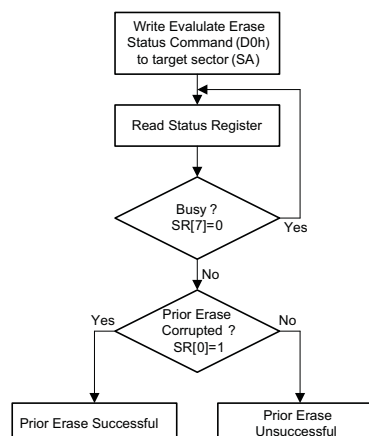 Write Evalulate Erase
Status Command (D0h)
to target sector (SA)
Read Status Register
Busy ?
SR[7]=0
Yes
No
Yes
Prior Erase
Corrupted ?
SR[0]=1
No
Prior Erase Successful
Prior Erase
Unsuccessful